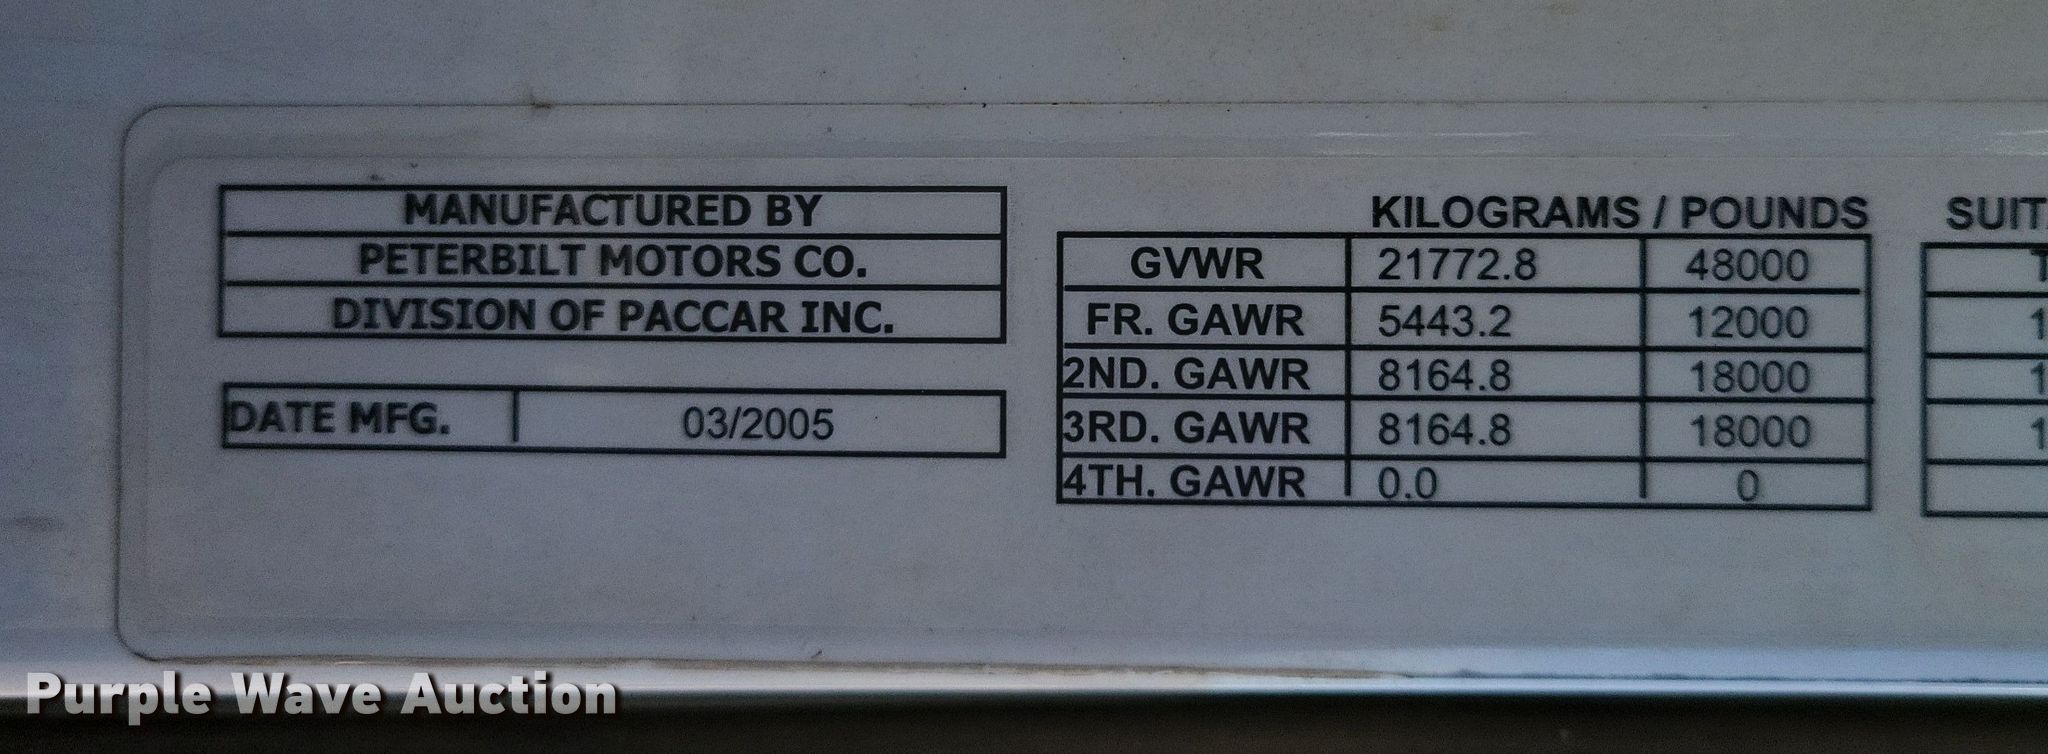 MANUFACTURED BY
PETERBILT MOTORS CO.
DIVISION OF PACCAR INC.
DATE MFG. 03/2005
KILOGRAMS / POUNDS
GVWR 21772.8 48000
FR. GAWR 5443.2 12000
2ND. GAWR 8164.8 18000
3RD. GAWR 8164.8 18000
4TH. GAWR 0.0 0
Purple Wave Auction